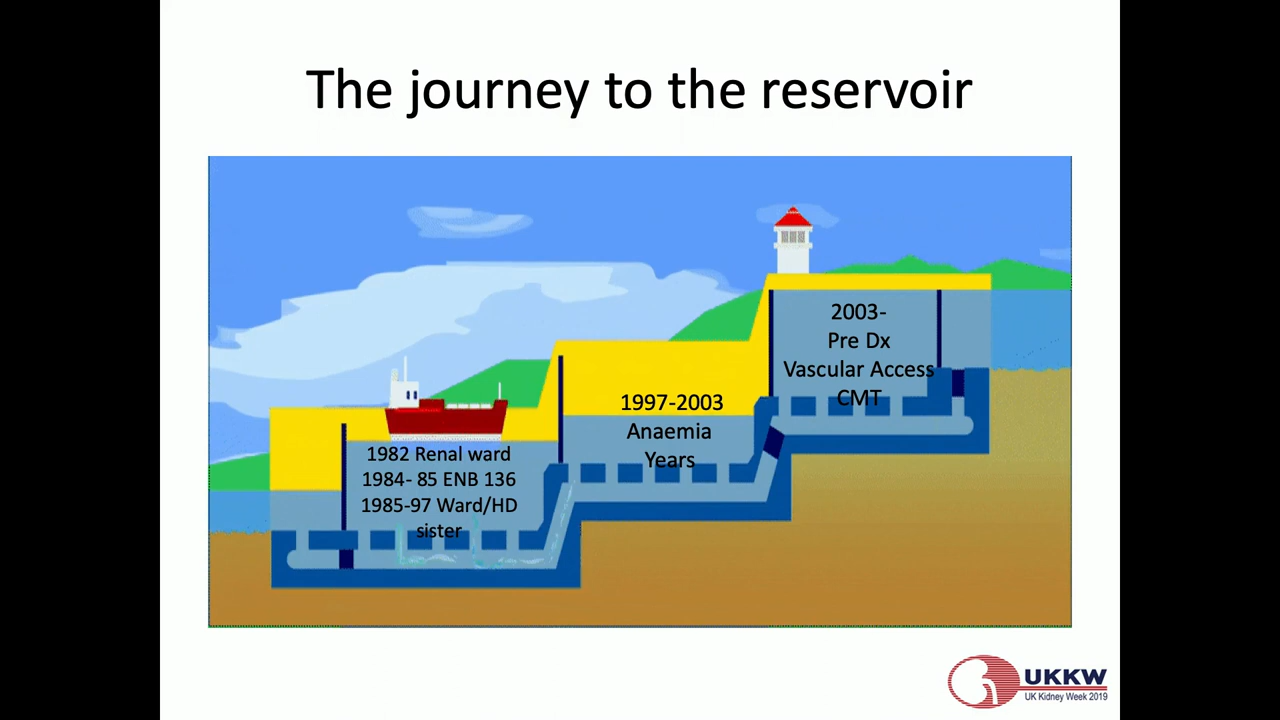 The journey to the reservoir
1982 Renal ward
1984- 85 ENB 136
1985-97 Ward/HD
sister
1997-2003
Anaemia
Years
2003-
Pre Dx
Vascular Access
CMT
UKKW
UK Kidney Week 2019